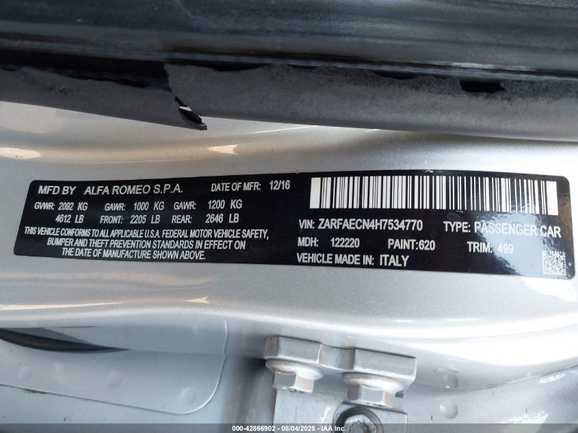 MFD BY ALFA ROMEO S.P.A. DATE OF MFR: 12/16
GVWR: 2092 KG GAWR: 1000 KG GAWR: 1200 KG
4612 LB FRONT: 2205 LB REAR: 2646 LB
THIS VEHICLE CONFORMS TO ALL APPLICABLE U.S.A. FEDERAL MOTOR VEHICLE SAFETY,
BUMPER AND THEFT PREVENTION STANDARDS IN EFFECT ON
THE DATE OF MANUFACTURE SHOWN ABOVE.
VIN: ZARFAECN4H7534770 TYPE: PASSENGER CAR
MDH: 122220 PAINT: 620 TRIM: 499
VEHICLE MADE IN: ITALY
000-42866902 - 08/04/2025 - IAA Inc.